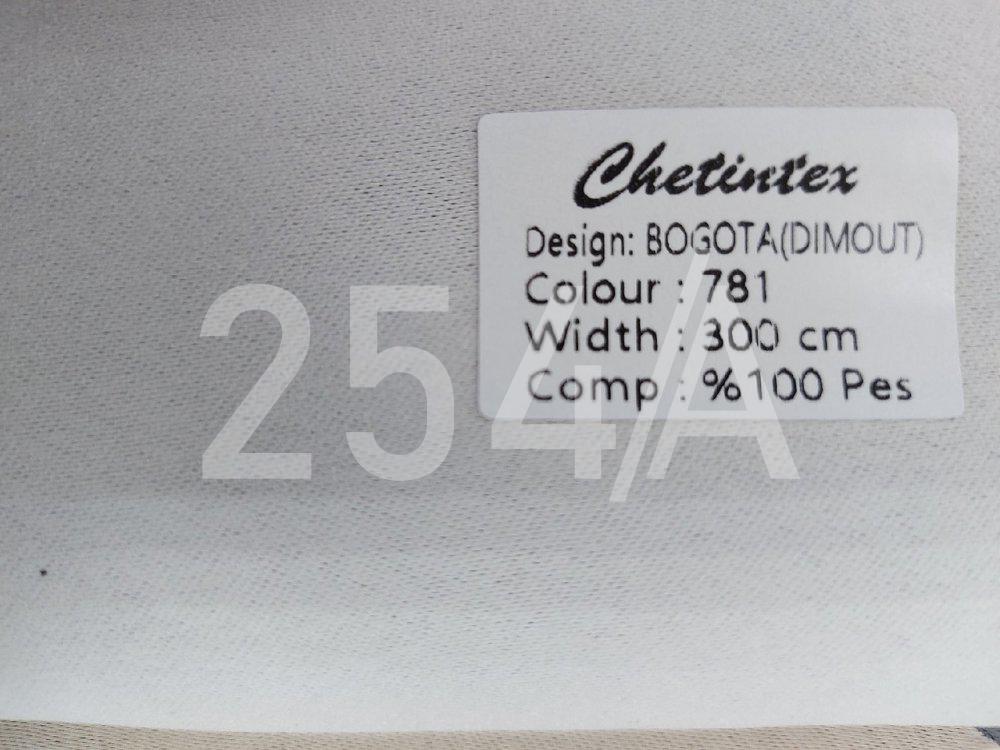 Chetintex
Design: BOGOTA(DIMOUT)
Colour : 781
Width : 300 cm
Comp : %100 Pes
254/A